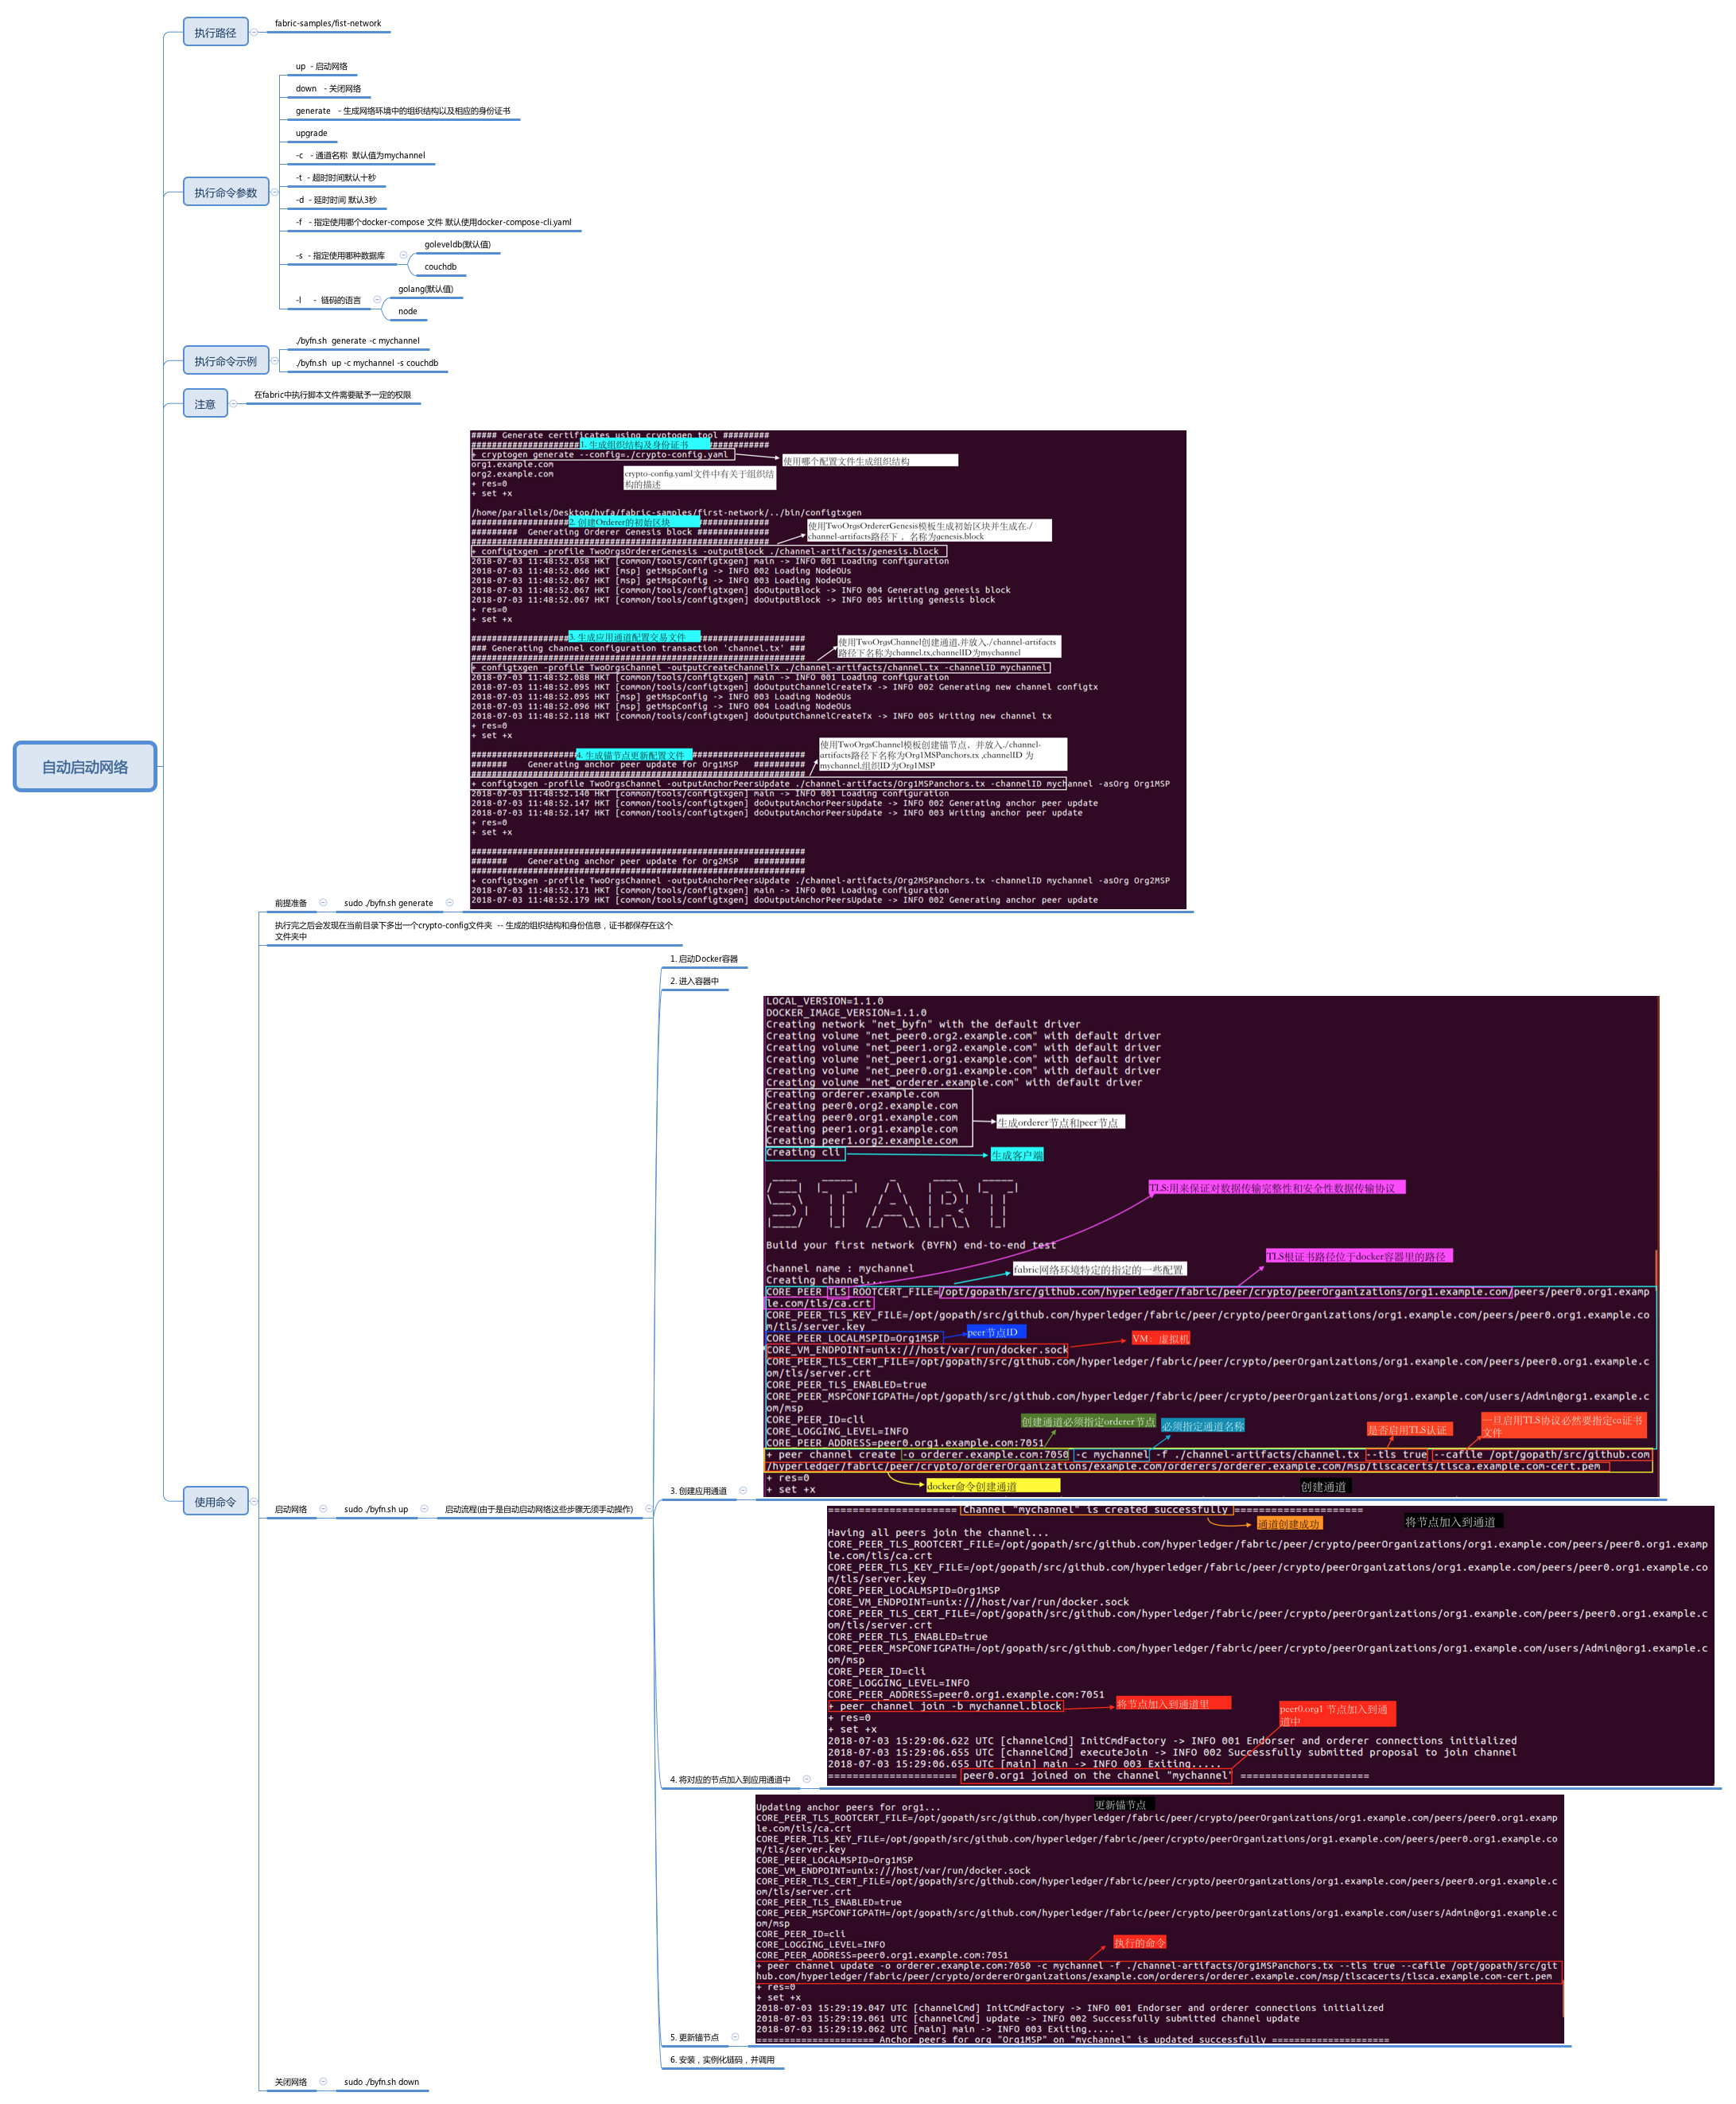 自动启动网络
执行路径
fabric-samples/fist-network
执行命令参数
up - 启动网络
down - 关闭网络
generate - 生成网络环境中的组织结构以及相应的身份证书
upgrade
-c - 通道名称 默认值为mychannel
-t - 超时时间默认十秒
-d - 延时时间 默认3秒
-f - 指定使用哪个docker-compose 文件 默认使用docker-compose-cli.yaml
-s - 指定使用哪种数据库
goleveldb(默认值)
couchdb
-l - 链码的语言
golang(默认值)
node
执行命令示例
./byfn.sh generate -c mychannel
./byfn.sh up -c mychannel -s couchdb
注意
在fabric中执行脚本文件需要赋予一定的权限
使用命令
前提准备
sudo ./byfn.sh generate
##### Generate certificates using cryptogen tool #########
1. 生成组织结构及身份证书
+ cryptogen generate --config=./crypto-config.yaml
使用哪个配置文件生成组织结构
org1.example.com
org2.example.com
crypto-config.yaml文件中有关于组织结
构的描述
+ res=0
+ set +x
/home/parallels/Desktop/hyfa/fabric-samples/first-network/../bin/configtxgen
2. 创建Orderer的初始区块
######### Generating Orderer Genesis block ##############
使用TwoOrgsOrdererGenesis模板生成初始区块并生成在./
channel-artifacts路径下 ，名称为genesis.block
+ configtxgen -profile TwoOrgsOrdererGenesis -outputBlock ./channel-artifacts/genesis.block
2018-07-03 11:48:52.058 HKT [common/tools/configtxgen] main -> INFO 001 Loading configuration
2018-07-03 11:48:52.066 HKT [msp] getMspConfig -> INFO 002 Loading NodeOUs
2018-07-03 11:48:52.067 HKT [msp] getMspConfig -> INFO 003 Loading NodeOUs
2018-07-03 11:48:52.067 HKT [common/tools/configtxgen] doOutputBlock -> INFO 004 Generating genesis block
2018-07-03 11:48:52.067 HKT [common/tools/configtxgen] doOutputBlock -> INFO 005 Writing genesis block
+ res=0
+ set +x
3. 生成应用通道配置交易文件
### Generating channel configuration transaction 'channel.tx' ###
使用TwoOrgsChannel创建通道,并放入./channel-artifacts
路径下名称为channel.tx,channelID为mychannel
+ configtxgen -profile TwoOrgsChannel -outputCreateChannelTx ./channel-artifacts/channel.tx -channelID mychannel
2018-07-03 11:48:52.088 HKT [common/tools/configtxgen] main -> INFO 001 Loading configuration
2018-07-03 11:48:52.095 HKT [common/tools/configtxgen] doOutputChannelCreateTx -> INFO 002 Generating new channel configtx
2018-07-03 11:48:52.095 HKT [msp] getMspConfig -> INFO 003 Loading NodeOUs
2018-07-03 11:48:52.096 HKT [msp] getMspConfig -> INFO 004 Loading NodeOUs
2018-07-03 11:48:52.118 HKT [common/tools/configtxgen] doOutputChannelCreateTx -> INFO 005 Writing new channel tx
+ res=0
+ set +x
4. 生成锚节点更新配置文件
####### Generating anchor peer update for Org1MSP ##########
使用TwoOrgsChannel模板创建锚节点，并放入./channel-
artifacts路径下名称为Org1MSPanchors.tx ,channelID 为
mychannel,组织ID为Org1MSP
+ configtxgen -profile TwoOrgsChannel -outputAnchorPeersUpdate ./channel-artifacts/Org1MSPanchors.tx -channelID mychannel -asOrg Org1MSP
2018-07-03 11:48:52.140 HKT [common/tools/configtxgen] main -> INFO 001 Loading configuration
2018-07-03 11:48:52.147 HKT [common/tools/configtxgen] doOutputAnchorPeersUpdate -> INFO 002 Generating anchor peer update
2018-07-03 11:48:52.147 HKT [common/tools/configtxgen] doOutputAnchorPeersUpdate -> INFO 003 Writing anchor peer update
+ res=0
+ set +x
#################################################################
####### Generating anchor peer update for Org2MSP ##########
#################################################################
+ configtxgen -profile TwoOrgsChannel -outputAnchorPeersUpdate ./channel-artifacts/Org2MSPanchors.tx -channelID mychannel -asOrg Org2MSP
2018-07-03 11:48:52.171 HKT [common/tools/configtxgen] main -> INFO 001 Loading configuration
2018-07-03 11:48:52.179 HKT [common/tools/configtxgen] doOutputAnchorPeersUpdate -> INFO 002 Generating anchor peer update
执行完之后会发现在当前目录下多出一个crypto-config文件夹 -- 生成的组织结构和身份信息，证书都保存在这个
文件夹中
启动网络
sudo ./byfn.sh up
启动流程(由于是自动启动网络这些步骤无须手动操作)
1. 启动Docker容器
2. 进入容器中
3. 创建应用通道
LOCAL_VERSION=1.1.0
DOCKER_IMAGE_VERSION=1.1.0
Creating network "net_byfn" with the default driver
Creating volume "net_peer0.org2.example.com" with default driver
Creating volume "net_peer1.org2.example.com" with default driver
Creating volume "net_peer1.org1.example.com" with default driver
Creating volume "net_peer0.org1.example.com" with default driver
Creating volume "net_orderer.example.com" with default driver
Creating orderer.example.com
Creating peer0.org2.example.com
Creating peer0.org1.example.com
Creating peer1.org1.example.com
Creating peer1.org2.example.com
生成orderer节点和peer节点
Creating cli
生成客户端
START
TLS:用来保证对数据传输完整性和安全性数据传输协议
Build your first network (BYFN) end-to-end test
TLS根证书路径位于docker容器里的路径
Channel name : mychannel
fabric网络环境特定的指定的一些配置
Creating channel...
CORE_PEER_TLS_ROOTCERT_FILE=/opt/gopath/src/github.com/hyperledger/fabric/peer/crypto/peerOrganizations/org1.example.com/peers/peer0.org1.examp
le.com/tls/ca.crt
CORE_PEER_TLS_KEY_FILE=/opt/gopath/src/github.com/hyperledger/fabric/peer/crypto/peerOrganizations/org1.example.com/peers/peer0.org1.example.co
m/tls/server.key
CORE_PEER_LOCALMSPID=Org1MSP
peer节点ID
VM：虚拟机
CORE_VM_ENDPOINT=unix:///host/var/run/docker.sock
CORE_PEER_TLS_CERT_FILE=/opt/gopath/src/github.com/hyperledger/fabric/peer/crypto/peerOrganizations/org1.example.com/peers/peer0.org1.example.c
om/tls/server.crt
CORE_PEER_TLS_ENABLED=true
CORE_PEER_MSPCONFIGPATH=/opt/gopath/src/github.com/hyperledger/fabric/peer/crypto/peerOrganizations/org1.example.com/users/Admin@org1.example.c
om/msp
CORE_PEER_ID=cli
创建通道必须指定orderer节点
必须指定通道名称
是否启用TLS认证
一旦启用TLS协议必然要指定ca证书
文件
CORE_LOGGING_LEVEL=INFO
CORE_PEER_ADDRESS=peer0.org1.example.com:7051
+ peer channel create -o orderer.example.com:7050 -c mychannel -f ./channel-artifacts/channel.tx --tls true --cafile /opt/gopath/src/github.com
/hyperledger/fabric/peer/crypto/ordererOrganizations/example.com/orderers/orderer.example.com/msp/tlscacerts/tlsca.example.com-cert.pem
+ res=0
+ set +x
docker命令创建通道
创建通道
4. 将对应的节点加入到应用通道中
===================== Channel "mychannel" is created successfully =====================
通道创建成功
将节点加入到通道
Having all peers join the channel...
CORE_PEER_TLS_ROOTCERT_FILE=/opt/gopath/src/github.com/hyperledger/fabric/peer/crypto/peerOrganizations/org1.example.com/peers/peer0.org1.examp
le.com/tls/ca.crt
CORE_PEER_TLS_KEY_FILE=/opt/gopath/src/github.com/hyperledger/fabric/peer/crypto/peerOrganizations/org1.example.com/peers/peer0.org1.example.co
m/tls/server.key
CORE_PEER_LOCALMSPID=Org1MSP
CORE_VM_ENDPOINT=unix:///host/var/run/docker.sock
CORE_PEER_TLS_CERT_FILE=/opt/gopath/src/github.com/hyperledger/fabric/peer/crypto/peerOrganizations/org1.example.com/peers/peer0.org1.example.c
om/tls/server.crt
CORE_PEER_TLS_ENABLED=true
CORE_PEER_MSPCONFIGPATH=/opt/gopath/src/github.com/hyperledger/fabric/peer/crypto/peerOrganizations/org1.example.com/users/Admin@org1.example.c
om/msp
CORE_PEER_ID=cli
CORE_LOGGING_LEVEL=INFO
CORE_PEER_ADDRESS=peer0.org1.example.com:7051
+ peer channel join -b mychannel.block
将节点加入到通道里
peer0.org1 节点加入到通
道中
+ res=0
+ set +x
2018-07-03 15:29:06.622 UTC [channelCmd] InitCmdFactory -> INFO 001 Endorser and orderer connections initialized
2018-07-03 15:29:06.655 UTC [channelCmd] executeJoin -> INFO 002 Successfully submitted proposal to join channel
2018-07-03 15:29:06.655 UTC [main] main -> INFO 003 Exiting.....
===================== peer0.org1 joined on the channel "mychannel" =====================
5. 更新锚节点
更新锚节点
Updating anchor peers for org1...
CORE_PEER_TLS_ROOTCERT_FILE=/opt/gopath/src/github.com/hyperledger/fabric/peer/crypto/peerOrganizations/org1.example.com/peers/peer0.org1.examp
le.com/tls/ca.crt
CORE_PEER_TLS_KEY_FILE=/opt/gopath/src/github.com/hyperledger/fabric/peer/crypto/peerOrganizations/org1.example.com/peers/peer0.org1.example.co
m/tls/server.key
CORE_PEER_LOCALMSPID=Org1MSP
CORE_VM_ENDPOINT=unix:///host/var/run/docker.sock
CORE_PEER_TLS_CERT_FILE=/opt/gopath/src/github.com/hyperledger/fabric/peer/crypto/peerOrganizations/org1.example.com/peers/peer0.org1.example.c
om/tls/server.crt
CORE_PEER_TLS_ENABLED=true
CORE_PEER_MSPCONFIGPATH=/opt/gopath/src/github.com/hyperledger/fabric/peer/crypto/peerOrganizations/org1.example.com/users/Admin@org1.example.c
om/msp
CORE_PEER_ID=cli
CORE_LOGGING_LEVEL=INFO
执行的命令
CORE_PEER_ADDRESS=peer0.org1.example.com:7051
+ peer channel update -o orderer.example.com:7050 -c mychannel -f ./channel-artifacts/Org1MSPanchors.tx --tls true --cafile /opt/gopath/src/git
hub.com/hyperledger/fabric/peer/crypto/ordererOrganizations/example.com/orderers/orderer.example.com/msp/tlscacerts/tlsca.example.com-cert.pem
+ res=0
+ set +x
2018-07-03 15:29:19.047 UTC [channelCmd] InitCmdFactory -> INFO 001 Endorser and orderer connections initialized
2018-07-03 15:29:19.061 UTC [channelCmd] update -> INFO 002 Successfully submitted channel update
2018-07-03 15:29:19.062 UTC [main] main -> INFO 003 Exiting.....
===================== Anchor peers for org "Org1MSP" on "mychannel" is updated successfully =====================
6. 安装，实例化链码，并调用
关闭网络
sudo ./byfn.sh down